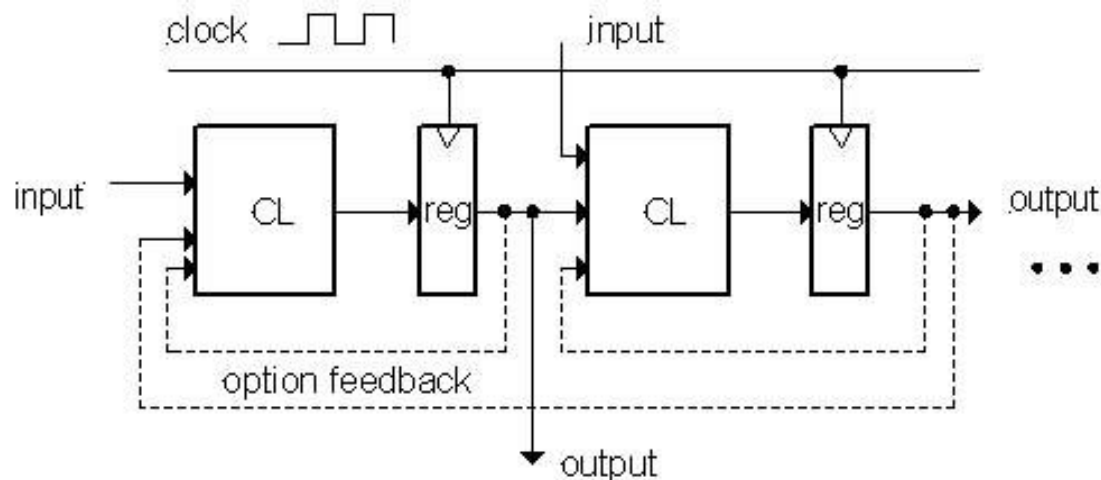 clock
input
input
CL
reg
CL
reg
output
option feedback
output